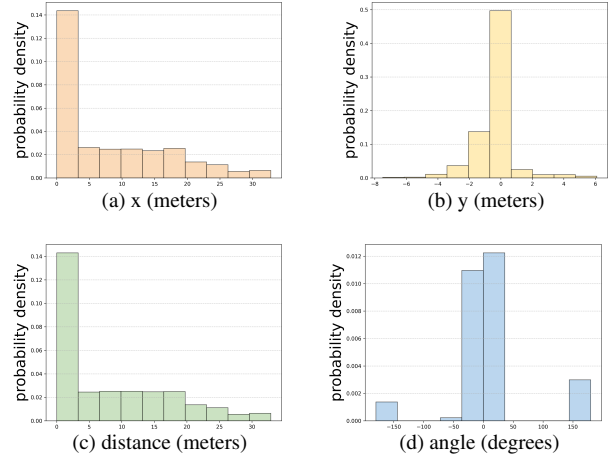 probability density
0.14
0.12
0.10
0.08
0.06
0.04
0.02
0.00
0 5 10 15 20 25 30
(a) x (meters)
probability density
0.5
0.4
0.3
0.2
0.1
0.0
−8 −6 −4 −2 0 2 4 6
(b) y (meters)
probability density
0.14
0.12
0.10
0.08
0.06
0.04
0.02
0.00
0 5 10 15 20 25 30
(c) distance (meters)
probability density
0.012
0.010
0.008
0.006
0.004
0.002
0.000
−150 −100 −50 0 50 100 150
(d) angle (degrees)